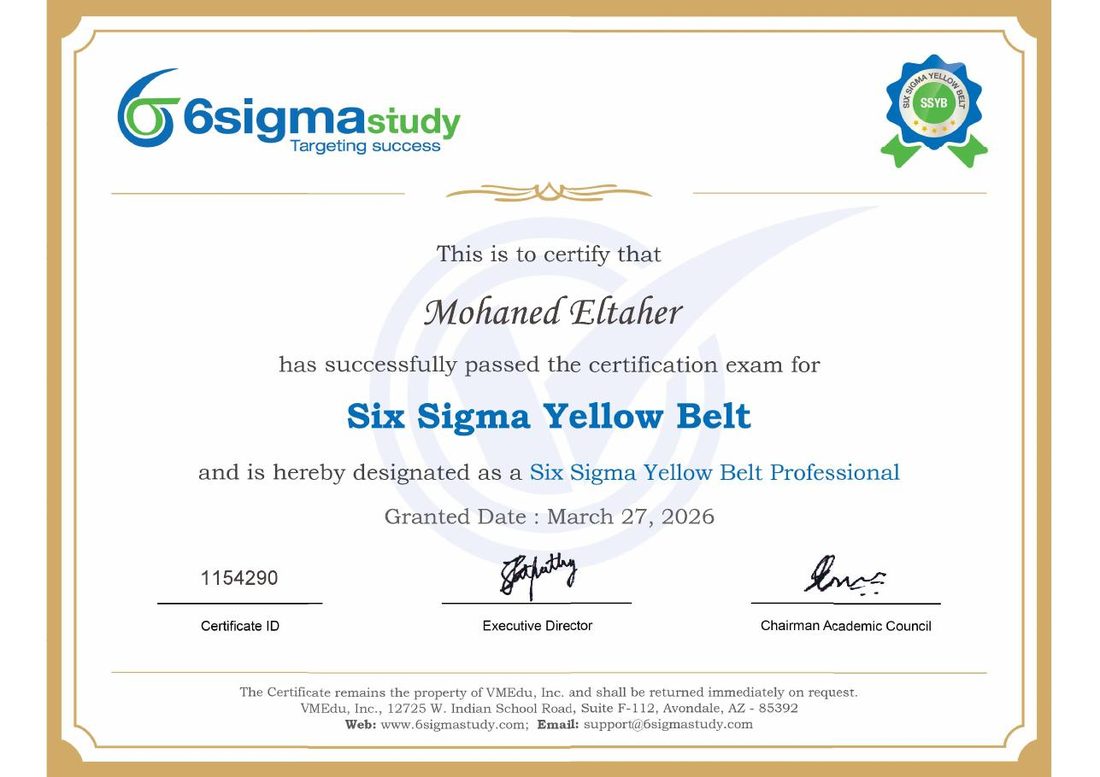 6sigmastudy
Targeting success
SIX SIGMA YELLOW BELT
SSYB
This is to certify that
Mohaned Eltaher
has successfully passed the certification exam for
Six Sigma Yellow Belt
and is hereby designated as a Six Sigma Yellow Belt Professional
Granted Date : March 27, 2026
1154290
Certificate ID
Executive Director
Chairman Academic Council
The Certificate remains the property of VMEdu, Inc. and shall be returned immediately on request.
VMEdu, Inc., 12725 W. Indian School Road, Suite F-112, Avondale, AZ - 85392
Web: www.6sigmastudy.com; Email: support@6sigmastudy.com